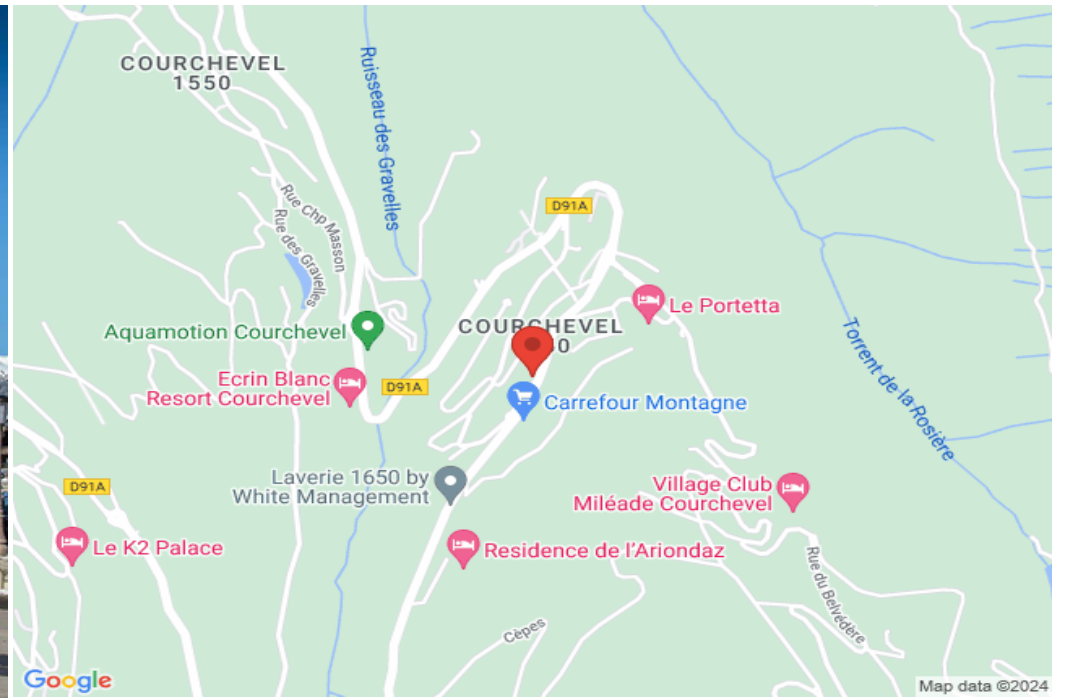 COURCHEVEL
1550
Ruisseau des Gravelles
Rue Chp Masson
Rue des Gravelles
D91A
Le Portetta
Aquamotion Courchevel
COURCHEVEL
Ecrin Blanc
Resort Courchevel
D91A
Carrefour Montagne
Torrent de la Rosière
Laverie 1650 by
White Management
Village Club
Miléade Courchevel
D91A
Le K2 Palace
Residence de l'Ariondaz
Rue du Belvédère
Cèpes
Google
Map data ©2024